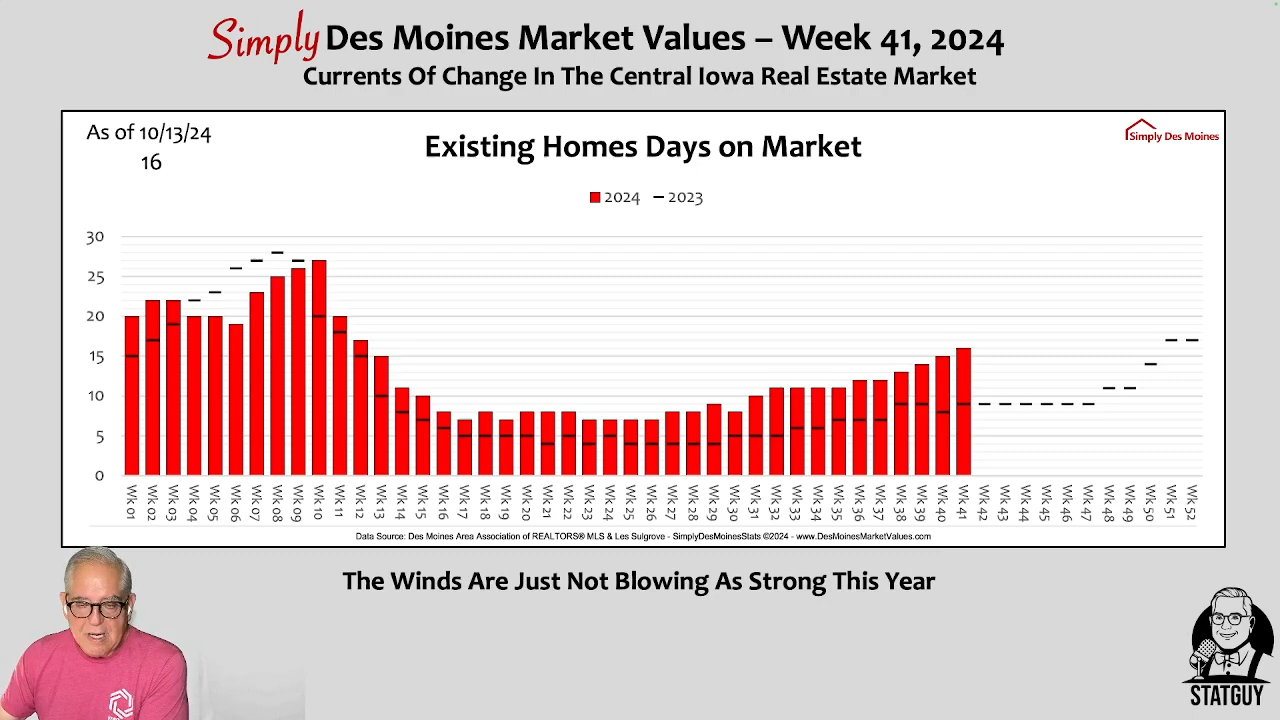 Simply Des Moines Market Values – Week 41, 2024
Currents Of Change In The Central Iowa Real Estate Market
As of 10/13/24
16
Existing Homes Days on Market
Simply Des Moines
2024 2023
30
25
20
15
10
5
0
Wk 01 Wk 02 Wk 03 Wk 04 Wk 05 Wk 06 Wk 07 Wk 08 Wk 09 Wk 10 Wk 11 Wk 12 Wk 13 Wk 14 Wk 15 Wk 16 Wk 17 Wk 18 Wk 19 Wk 20 Wk 21 Wk 22 Wk 23 Wk 24 Wk 25 Wk 26 Wk 27 Wk 28 Wk 29 Wk 30 Wk 31 Wk 32 Wk 33 Wk 34 Wk 35 Wk 36 Wk 37 Wk 38 Wk 39 Wk 40 Wk 41 Wk 42 Wk 43 Wk 44 Wk 45 Wk 46 Wk 47 Wk 48 Wk 49 Wk 50 Wk 51 Wk 52
Data Source: Des Moines Area Association of REALTORS® MLS & Les Sulgrove - SimplyDesMoinesStats ©2024 - www.DesMoinesMarketValues.com
The Winds Are Just Not Blowing As Strong This Year
STATGUY